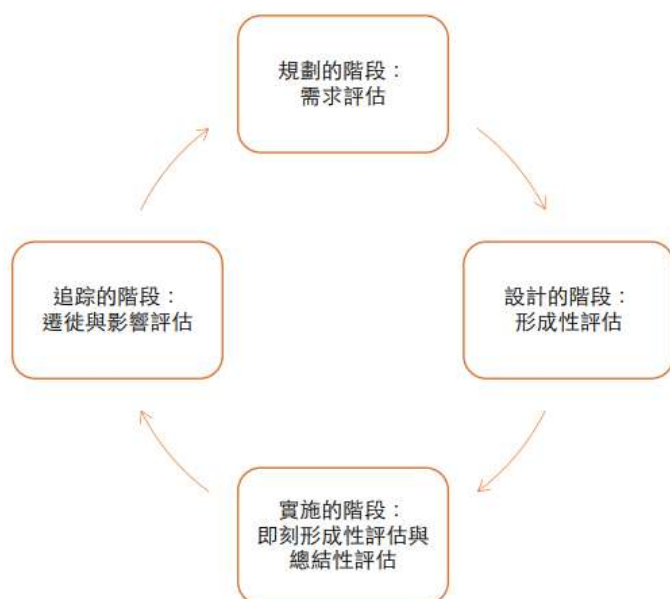 規劃的階段：
需求評估
設計的階段：
形成性評估
實施的階段：
即刻形成性評估與
總結性評估
追踪的階段：
遷徙與影響評估